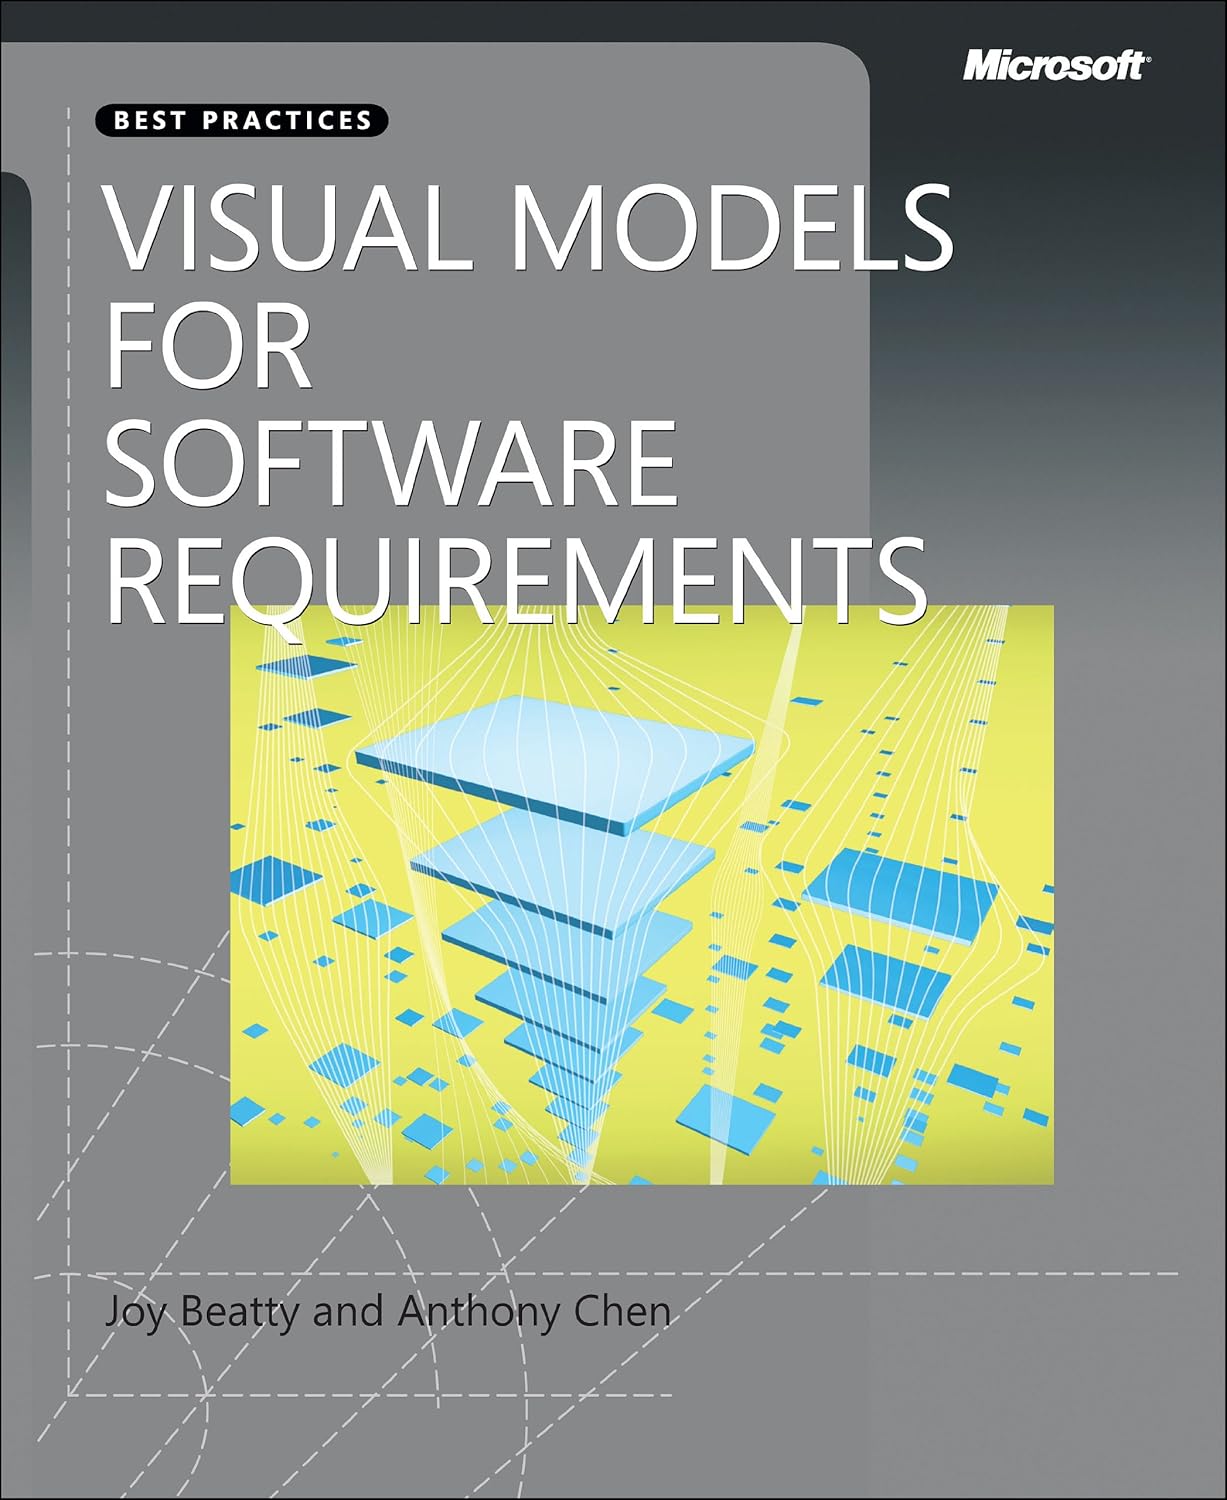 Microsoft
BEST PRACTICES
VISUAL MODELS
FOR
SOFTWARE
REQUIREMENTS
Joy Beatty and Anthony Chen